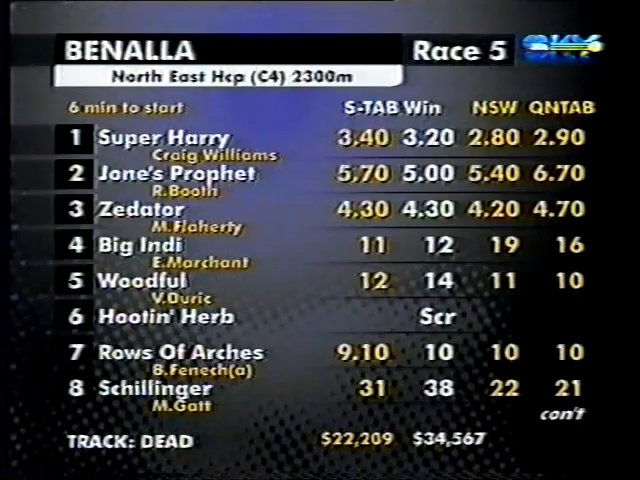 BENALLA Race 5 SKY
North East Hcp (C4) 2300m
6 min to start S-TAB Win NSW QNTAB
1 Super Harry 3.40 3.20 2.80 2.90
Craig Williams
2 Jone's Prophet 5.70 5.00 5.40 6.70
R.Booth
3 Zedator 4.30 4.30 4.20 4.70
M.Flaherty
4 Big Indi 11 12 19 16
E.Marchant
5 Woodful 12 14 11 10
V.Duric
6 Hootin' Herb Scr
7 Rows Of Arches 9.10 10 10 10
B.Fenech(a)
8 Schillinger 31 38 22 21
M.Gatt
con't
TRACK: DEAD $22,209 $34,567